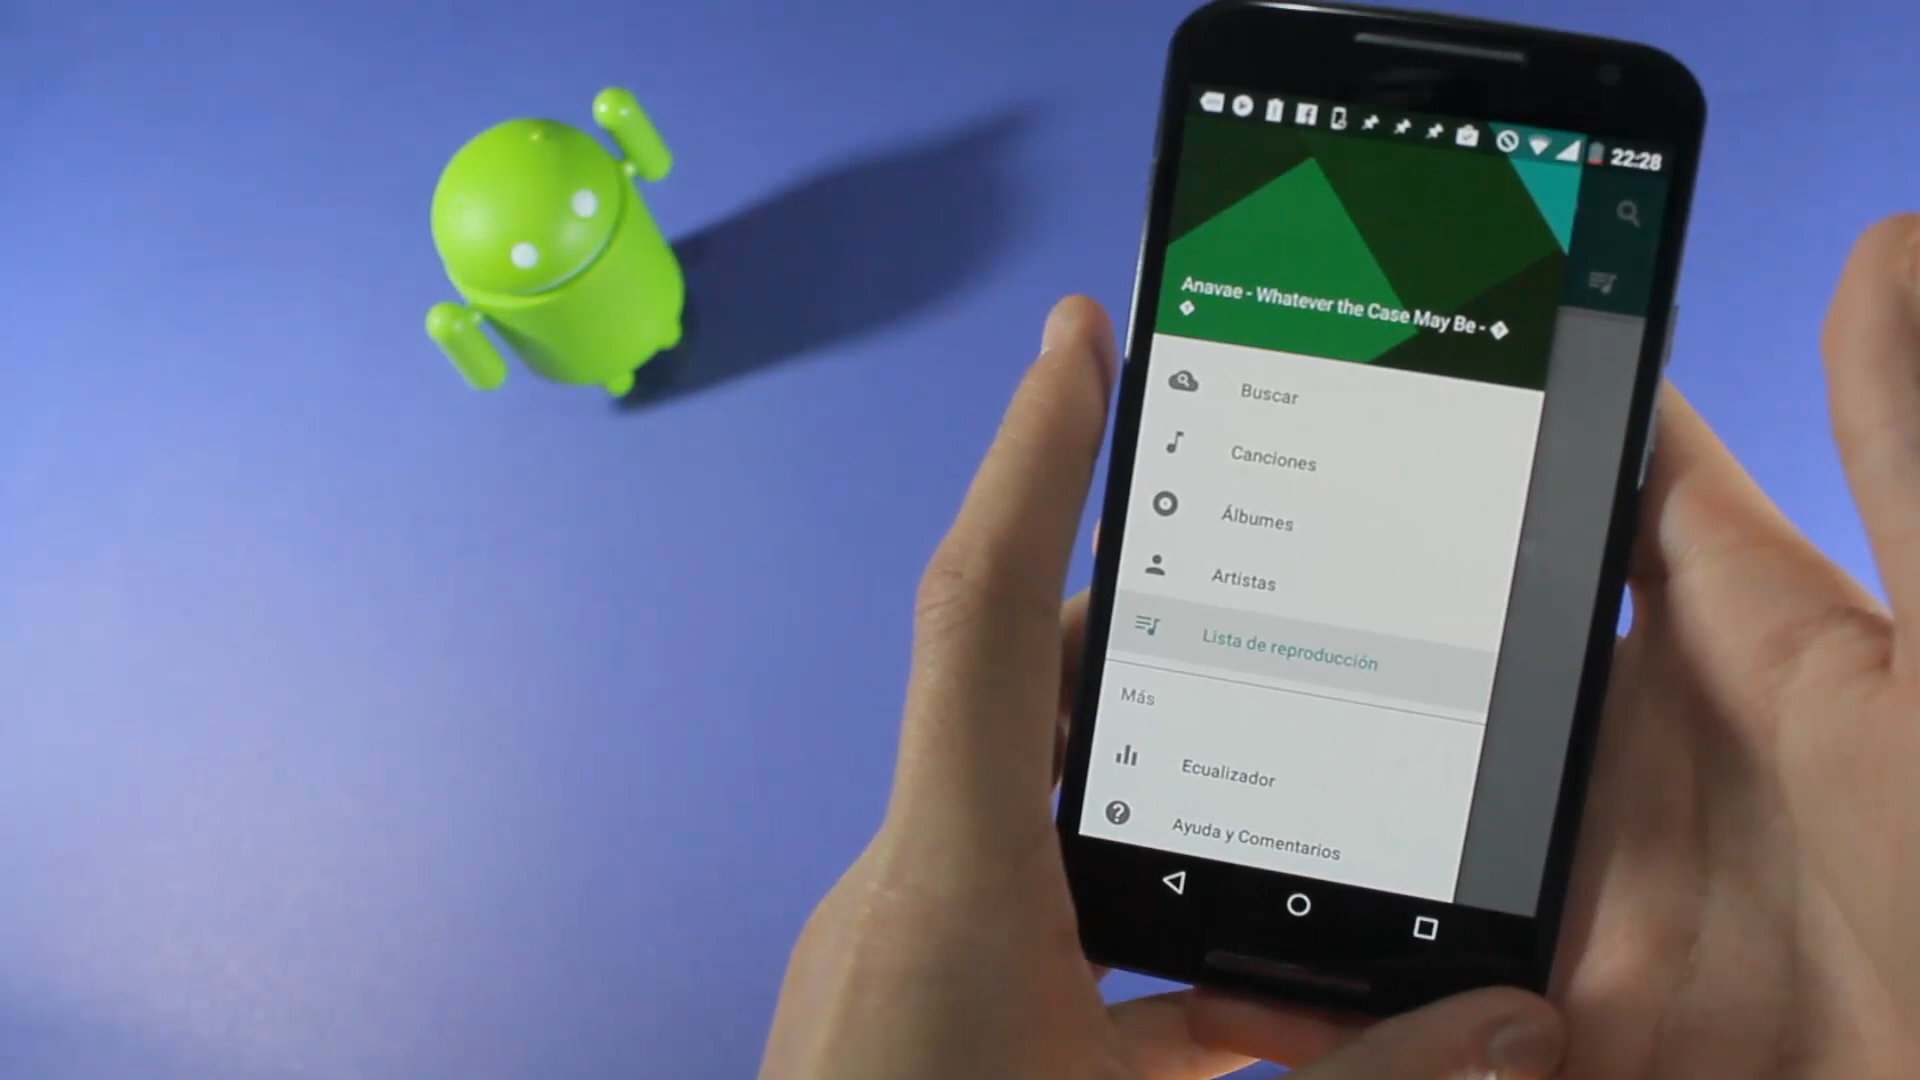 22:28
Anavae - Whatever the Case May Be - �
�
Buscar
Canciones
Álbumes
Artistas
Lista de reproducción
Más
Ecualizador
Ayuda y Comentarios